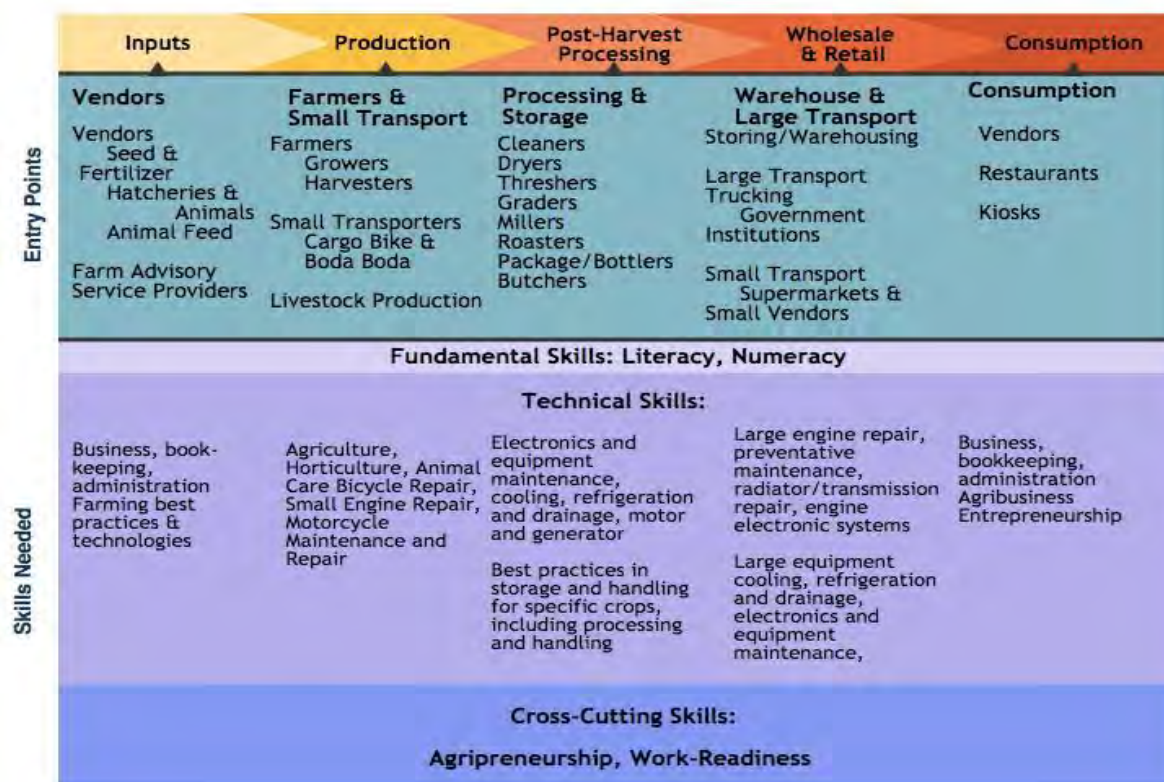 Inputs
Production
Post-Harvest
Processing
Wholesale
& Retail
Consumption
Entry Points
Vendors
Vendors
Seed &
Fertilizer
Hatcheries &
Animals
Animal Feed
Farm Advisory
Service Providers
Farmers &
Small Transport
Farmers
Growers
Harvesters
Small Transporters
Cargo Bike &
Boda Boda
Livestock Production
Processing &
Storage
Cleaners
Dryers
Threshers
Graders
Millers
Roasters
Package/Bottlers
Butchers
Warehouse &
Large Transport
Storing/Warehousing
Large Transport
Trucking
Government
Institutions
Small Transport
Supermarkets &
Small Vendors
Consumption
Vendors
Restaurants
Kiosks
Skills Needed
Fundamental Skills: Literacy, Numeracy
Technical Skills:
Business, book-
keeping,
administration
Farming best
practices &
technologies
Agriculture,
Horticulture, Animal
Care Bicycle Repair,
Small Engine Repair,
Motorcycle
Maintenance and
Repair
Electronics and
equipment
maintenance,
cooling, refrigeration
and drainage, motor
and generator
Best practices in
storage and handling
for specific crops,
including processing
and handling
Large engine repair,
preventative
maintenance,
radiator/transmission
repair, engine
electronic systems
Large equipment
cooling, refrigeration
and drainage,
electronics and
equipment
maintenance,
Business,
bookkeeping,
administration
Agribusiness
Entrepreneurship
Cross-Cutting Skills:
Agripreneurship, Work-Readiness